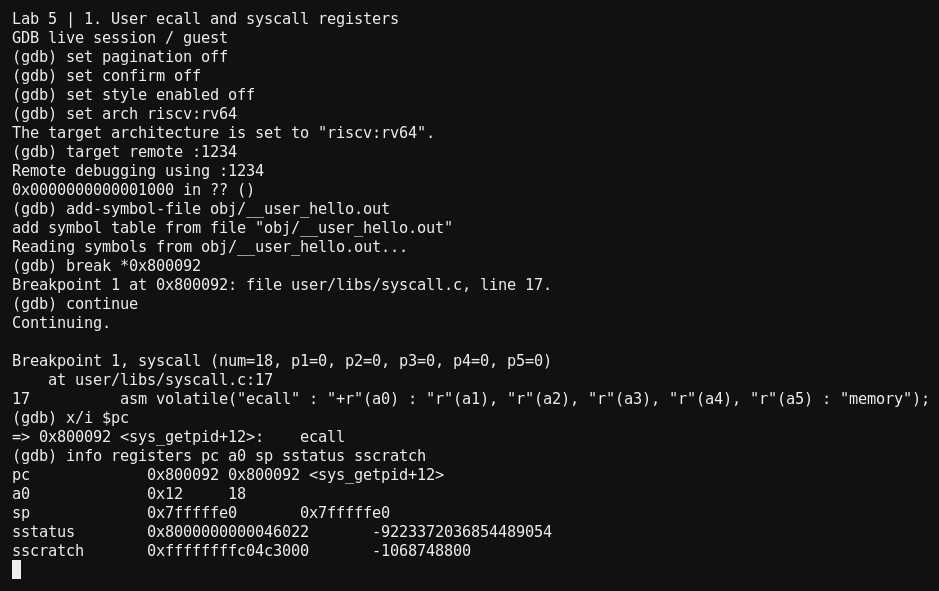 Lab 5 | 1. User ecall and syscall registers
GDB live session / guest
(gdb) set pagination off
(gdb) set confirm off
(gdb) set style enabled off
(gdb) set arch riscv:rv64
The target architecture is set to "riscv:rv64".
(gdb) target remote :1234
Remote debugging using :1234
0x0000000000001000 in ?? ()
(gdb) add-symbol-file obj/__user_hello.out
add symbol table from file "obj/__user_hello.out"
Reading symbols from obj/__user_hello.out...
(gdb) break *0x800092
Breakpoint 1 at 0x800092: file user/libs/syscall.c, line 17.
(gdb) continue
Continuing.

Breakpoint 1, syscall (num=18, p1=0, p2=0, p3=0, p4=0, p5=0)
    at user/libs/syscall.c:17
17          asm volatile("ecall" : "+r"(a0) : "r"(a1), "r"(a2), "r"(a3), "r"(a4), "r"(a5) : "memory");
(gdb) x/i $pc
=> 0x800092 <sys_getpid+12>:    ecall
(gdb) info registers pc a0 sp sstatus sscratch
pc             0x800092 0x800092 <sys_getpid+12>
a0             0x12     18
sp             0x7fffffe0       0x7fffffe0
sstatus        0x8000000000046022       -9223372036854489054
sscratch       0xffffffffc04c3000       -1068748800